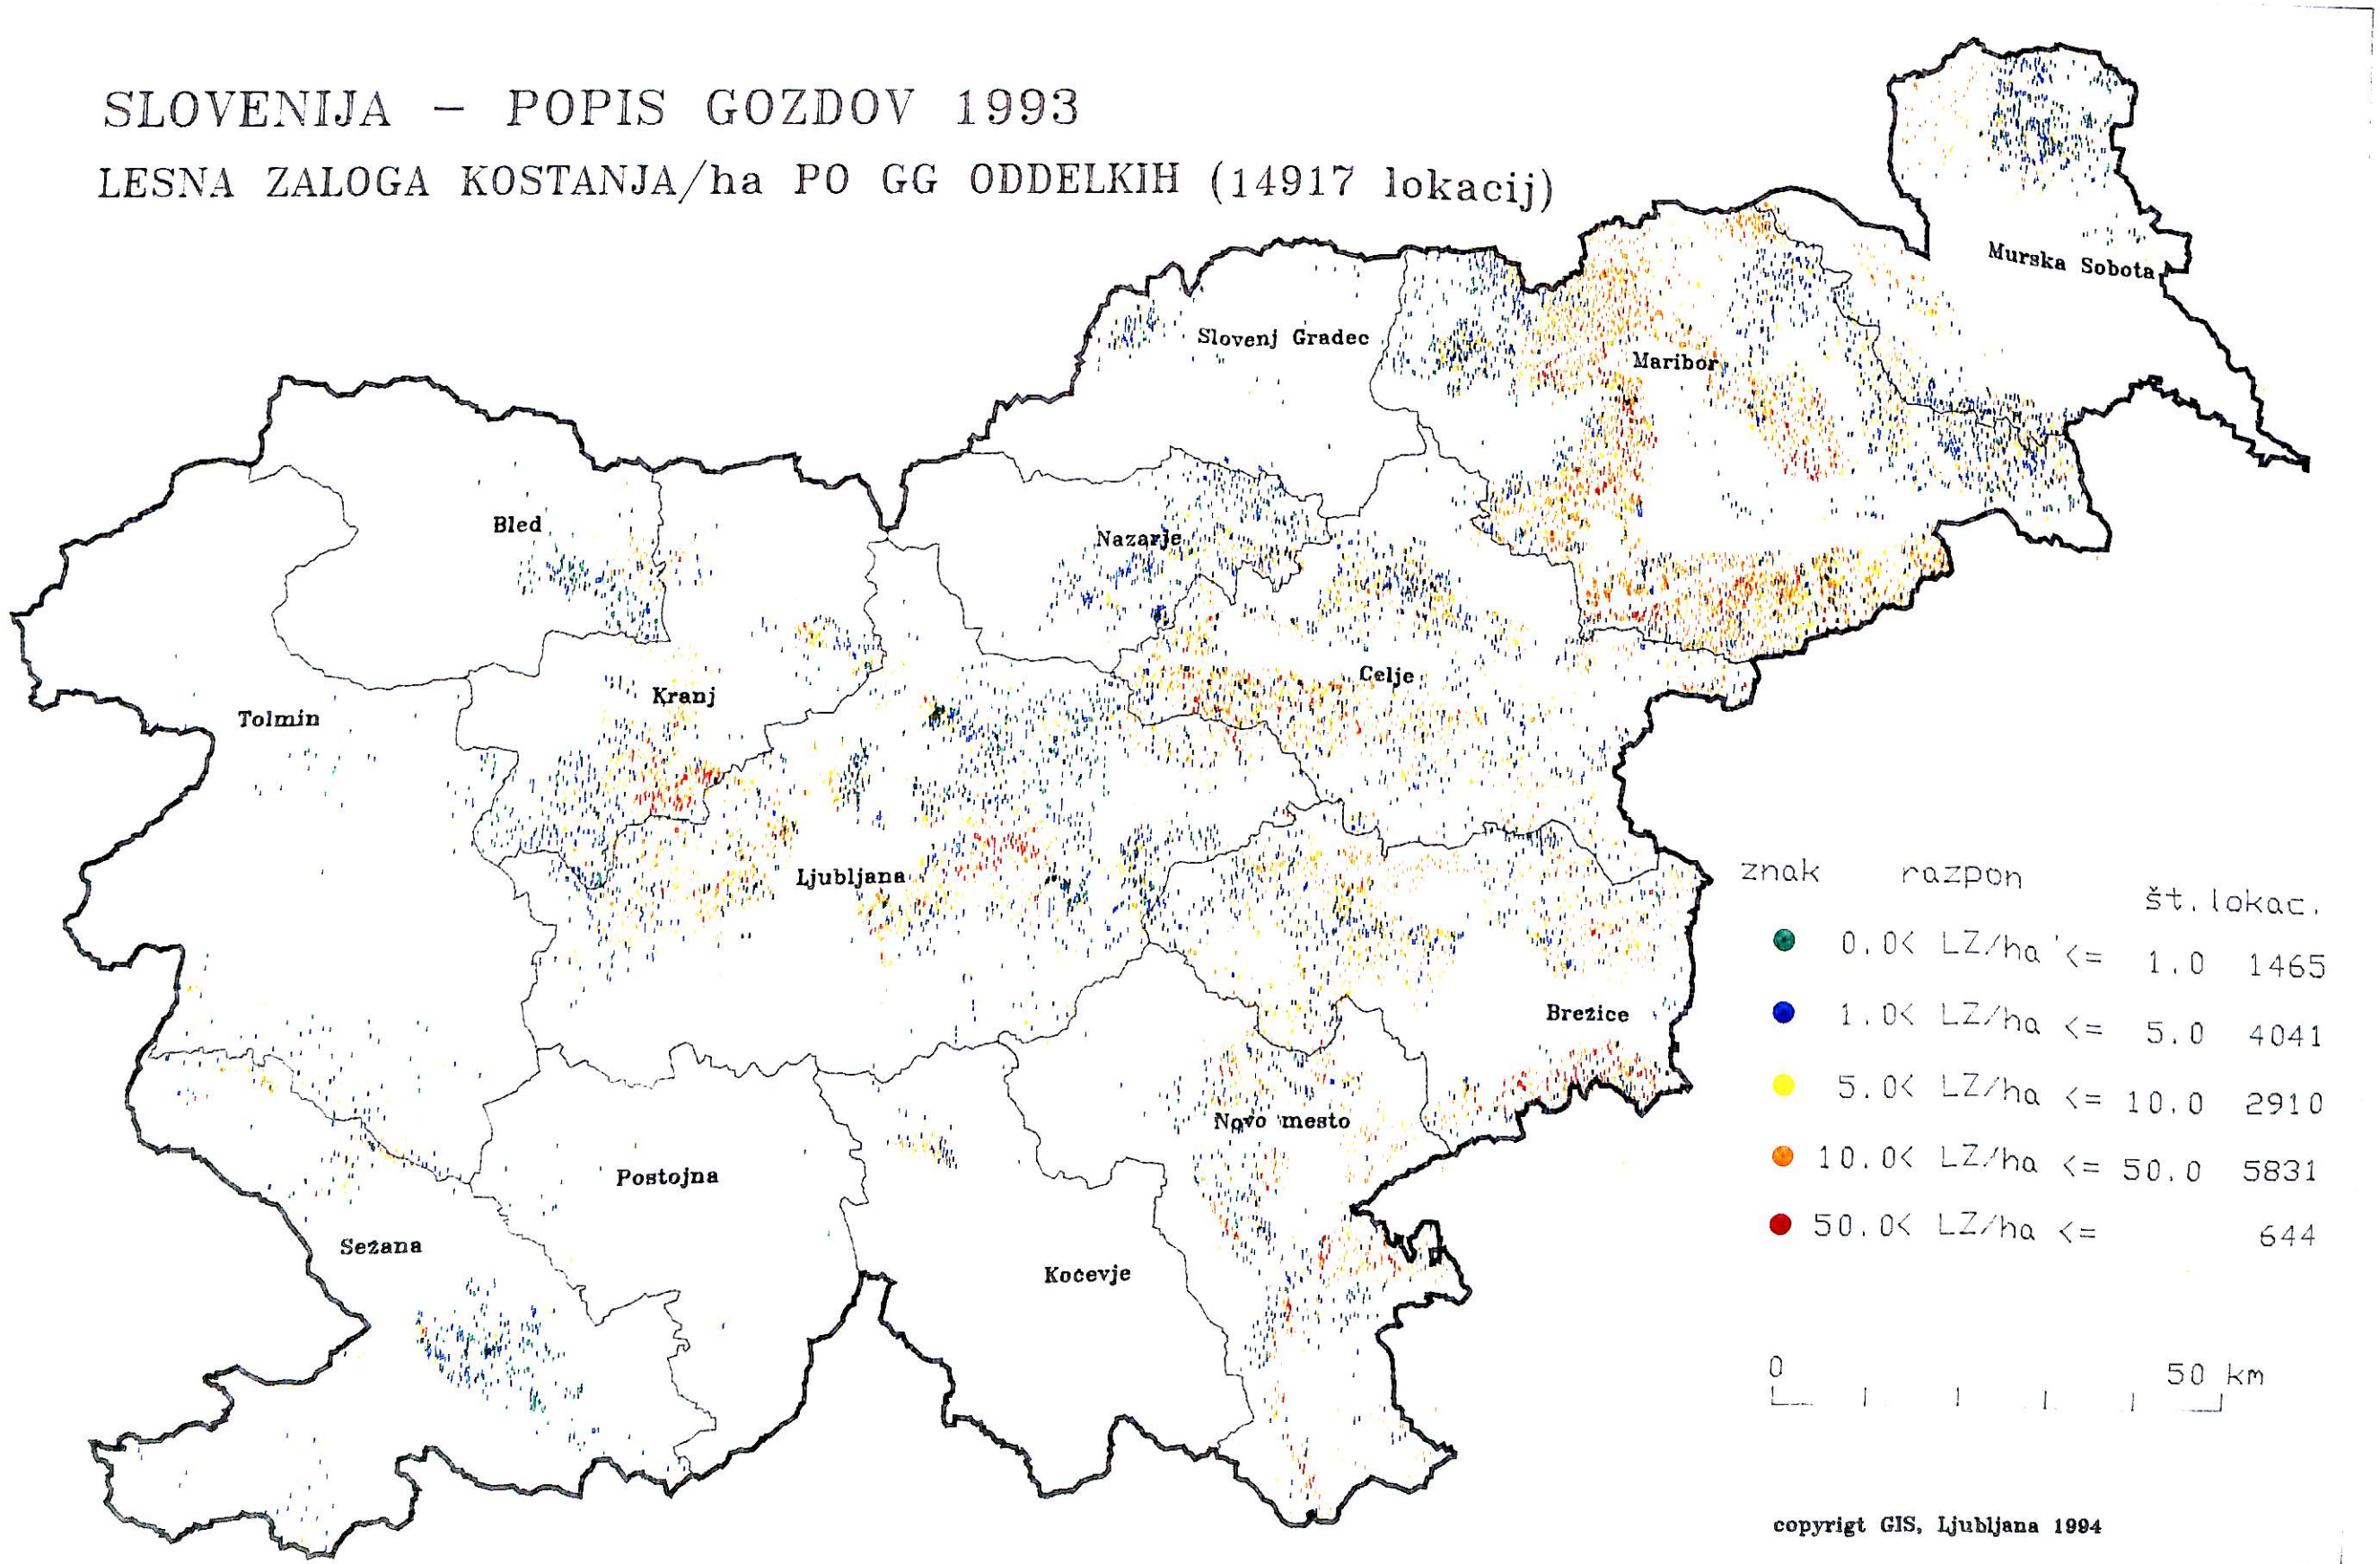 SLOVENIJA - POPIS GOZDOV 1993
LESNA ZALOGA KOSTANJA/ha PO GG ODDELKIH (14917 lokacij)
Murska Sobota
Slovenj Gradec
Maribor
Bled
Nazarje
Celje
Kranj
Tolmin
Ljubljana
Brežice
Novo mesto
Postojna
Sežana
Kočevje
znak razpon št.lokac.
0.0< LZ/ha <= 1.0 1465
1.0< LZ/ha <= 5.0 4041
5.0< LZ/ha <= 10.0 2910
10.0< LZ/ha <= 50.0 5831
50.0< LZ/ha <= 644
0 50 km
copyrigt GIS, Ljubljana 1994